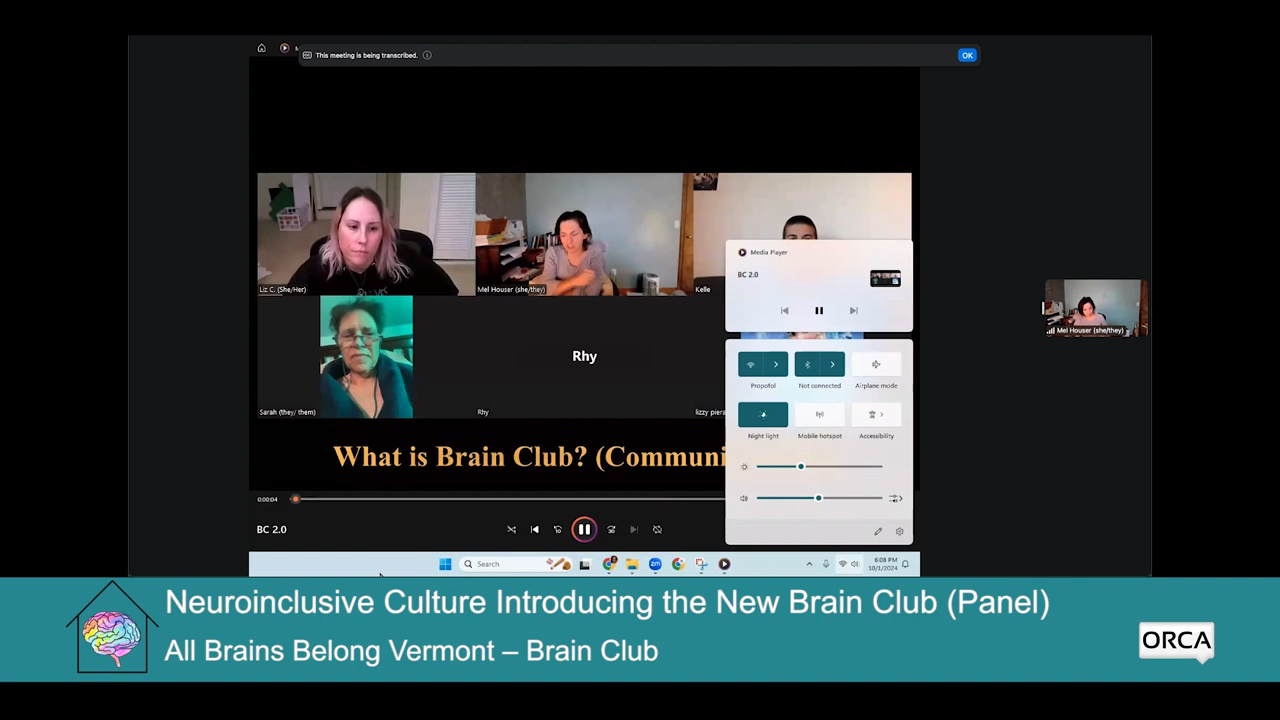 This meeting is being transcribed.
OK
Liz C. (She/Her)
Mel Houser (she/they)
Kelle
Media Player
BC 2.0
Mel Houser (she/they)
Rhy
Sarah (they/ them)
Rhy
lizzy piera
Propofol
Not connected
Airplane mode
Night light
Mobile hotspot
Accessibility
What is Brain Club? (Communi
0:00:04
BC 2.0
Search
zm
6:08 PM
10/1/2024
Neuroinclusive Culture Introducing the New Brain Club (Panel)
All Brains Belong Vermont – Brain Club
ORCA